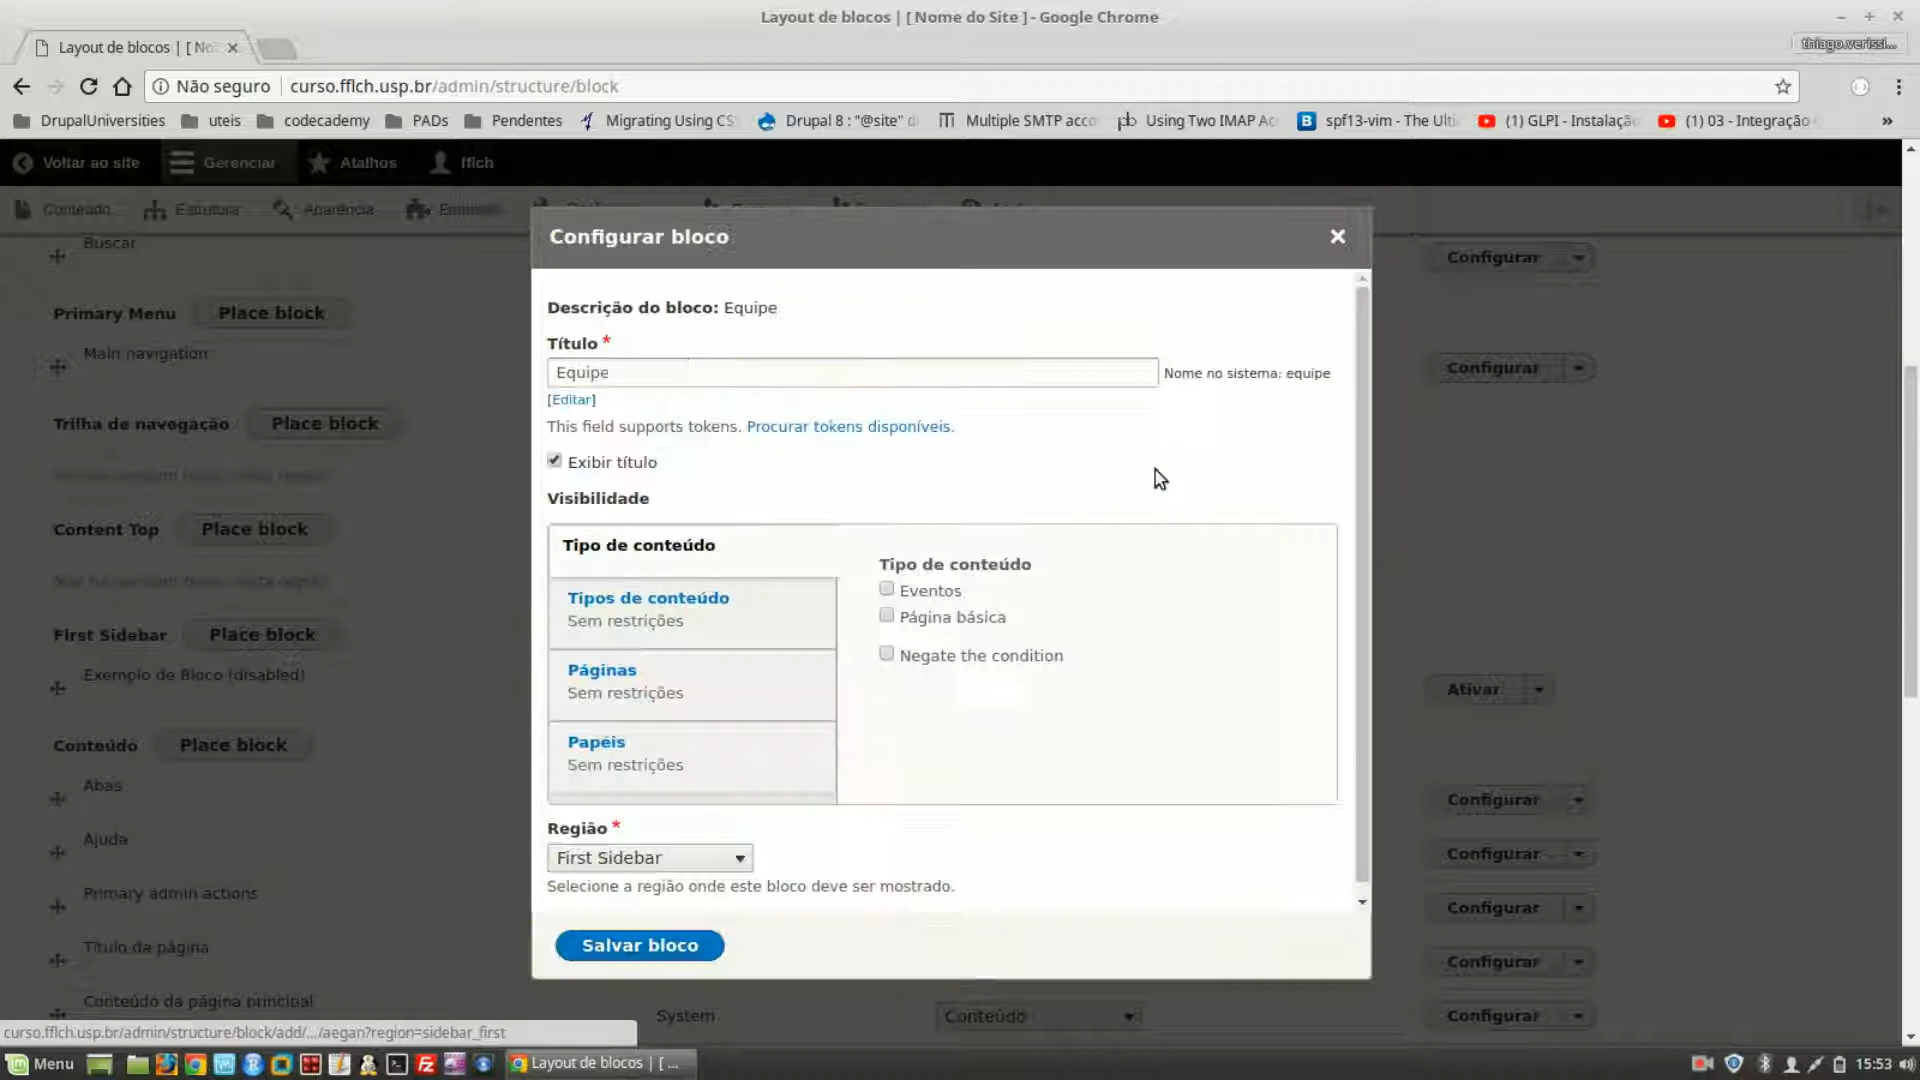 Layout de blocos | [ Nome do Site ] - Google Chrome
Layout de blocos | [ No
thiago.verissi...
Não seguro curso.fflch.usp.br/admin/structure/block
DrupalUniversities uteis codecademy PADs Pendentes Migrating Using CS Drupal 8 : "@site" d Multiple SMTP acco Using Two IMAP Ac spf13-vim - The Ulti (1) GLPI - Instalaçã (1) 03 - Integração »
Voltar ao site Gerenciar Atalhos fflch
Conteúdo Estrutura Aparência
Configurar bloco
Buscar Configurar
Descrição do bloco: Equipe
Primary Menu Place block
Título *
Main navigation Configurar
Equipe Nome no sistema: equipe
[Editar]
Trilha de navegação Place block
This field supports tokens. Procurar tokens disponíveis.
Exibir título
Visibilidade
Content Top Place block
Tipo de conteúdo
Tipo de conteúdo
Eventos
Tipos de conteúdo
Sem restrições
Página básica
First Sidebar Place block
Negate the condition
Exemplo de Bloco (disabled) Ativar
Páginas
Sem restrições
Conteúdo Place block
Papéis
Sem restrições
Abas Configurar
Região *
Ajuda Configurar
First Sidebar
Selecione a região onde este bloco deve ser mostrado.
Primary admin actions Configurar
Salvar bloco
Título da página Configurar
Conteúdo da página principal System Conteúdo Configurar
curso.fflch.usp.br/admin/structure/block/add/.../aegan?region=sidebar_first
Menu Layout de blocos | [ ... 15:53